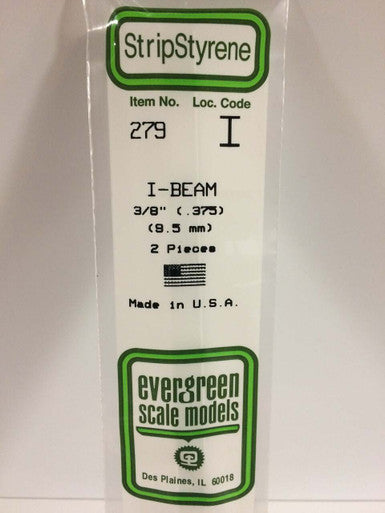 StripStyrene
Item No. Loc. Code
279 I
I-BEAM
3/8" (.375)
(9.5 mm)
2 Pieces
Made in U.S.A.
evergreen
scale models
Des Plaines, IL 60018